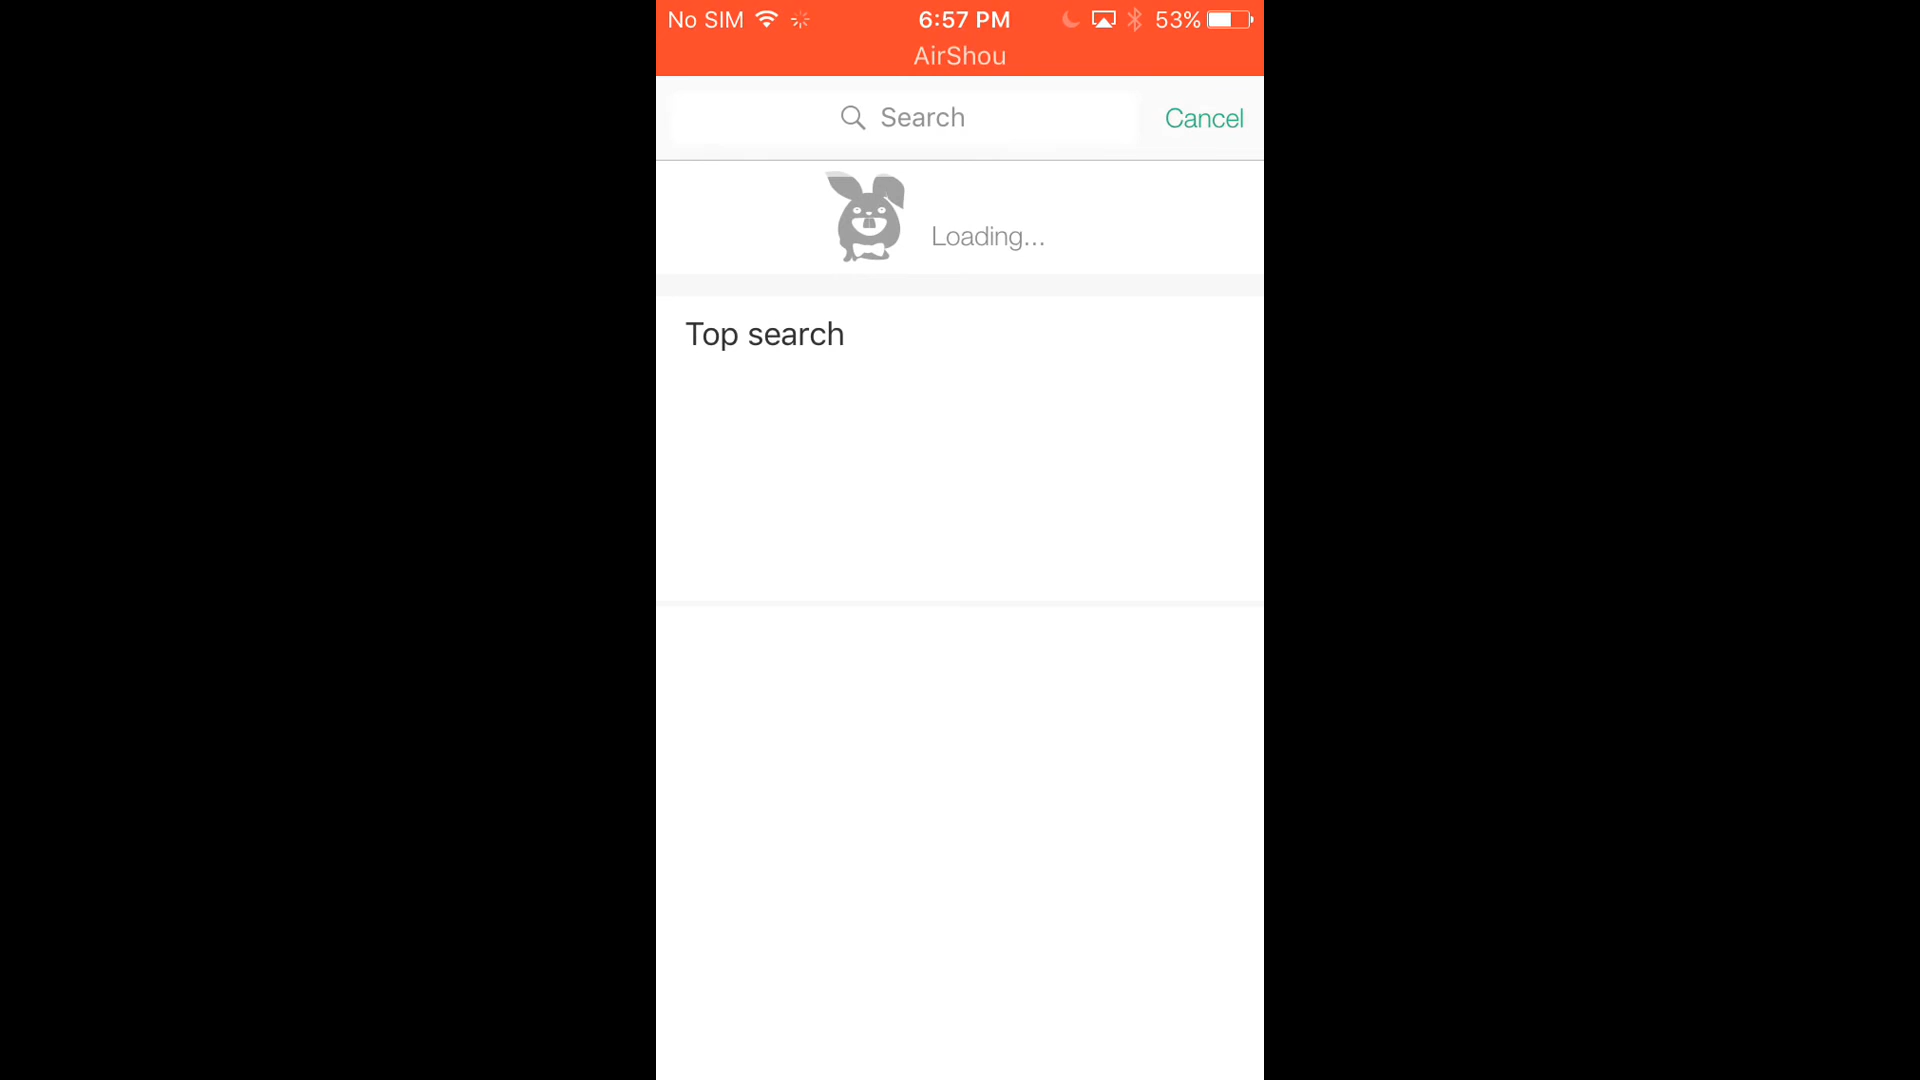 No SIM 6:57 PM 53%
AirShou
Search Cancel
Loading...
Top search